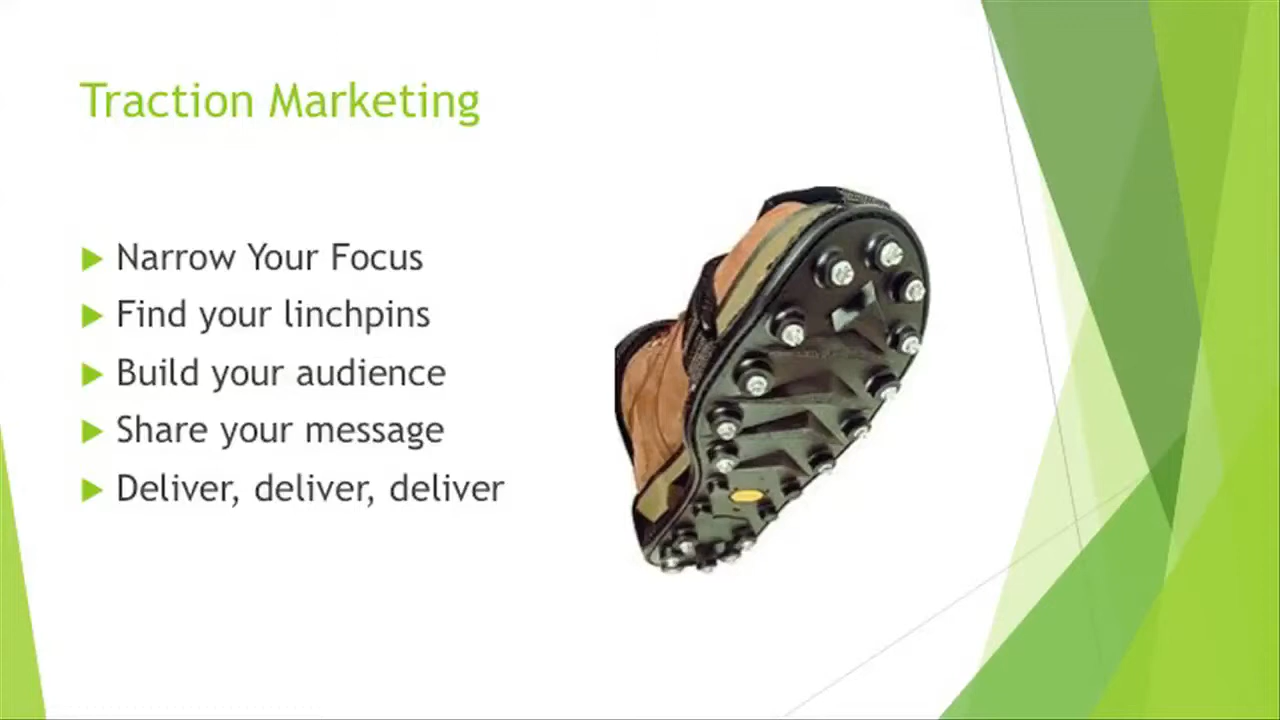 Traction Marketing
Narrow Your Focus
Find your linchpins
Build your audience
Share your message
Deliver, deliver, deliver